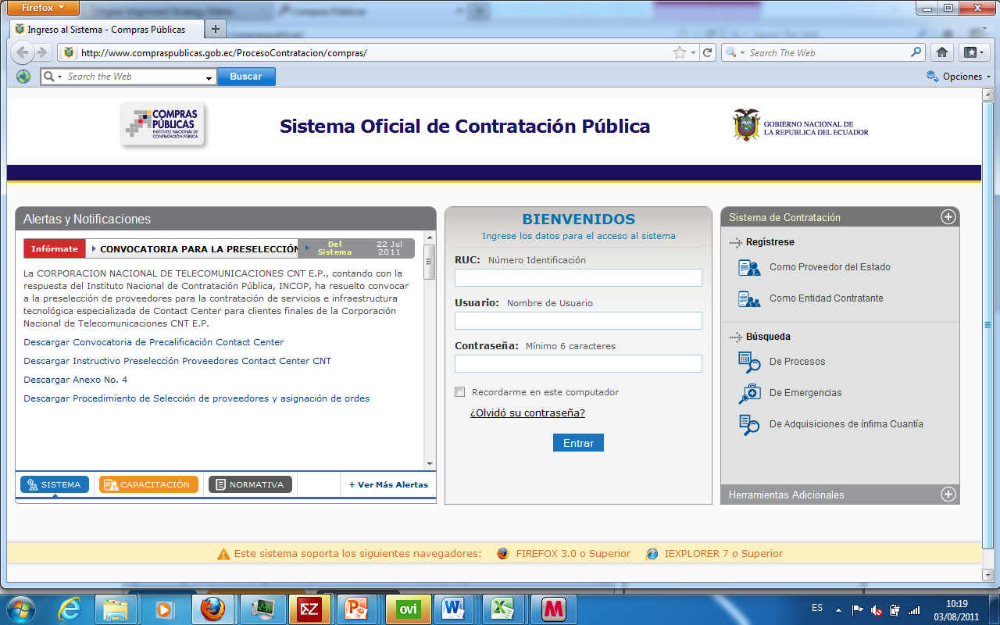 Firefox
Ingreso al Sistema - Compras Públicas
http://www.compraspublicas.gob.ec/ProcesoContratacion/compras/
Search The Web
Search the Web
Buscar
Opciones
COMPRAS
PÚBLICAS
INSTITUTO NACIONAL DE
CONTRATACIÓN PÚBLICA
Sistema Oficial de Contratación Pública
GOBIERNO NACIONAL DE
LA REPUBLICA DEL ECUADOR
Alertas y Notificaciones
Infórmate
CONVOCATORIA PARA LA PRESELECCIÓN
Del
Sistema
22 Jul
2011
La CORPORACION NACIONAL DE TELECOMUNICACIONES CNT E.P., contando con la
respuesta del Instituto Nacional de Contratación Pública, INCOP, ha resuelto convocar
a la preselección de proveedores para la contratación de servicios e infraestructura
tecnológica especializada de Contact Center para clientes finales de la Corporación
Nacional de Telecomunicaciones CNT E.P.
Descargar Convocatoria de Precalificación Contact Center
Descargar Instructivo Preselección Proveedores Contact Center CNT
Descargar Anexo No. 4
Descargar Procedimiento de Selección de proveedores y asignación de ordes
SISTEMA
CAPACITACIÓN
NORMATIVA
+ Ver Más Alertas
BIENVENIDOS
Ingrese los datos para el acceso al sistema
RUC: Número Identificación
Usuario: Nombre de Usuario
Contraseña: Mínimo 6 caracteres
Recordarme en este computador
¿Olvidó su contraseña?
Entrar
Sistema de Contratación
Regístrese
Como Proveedor del Estado
Como Entidad Contratante
Búsqueda
De Procesos
De Emergencias
De Adquisiciones de ínfima Cuantía
Herramientas Adicionales
Este sistema soporta los siguientes navegadores: FIREFOX 3.0 o Superior IEXPLORER 7 o Superior
ovi
ES
10:19
03/08/2011